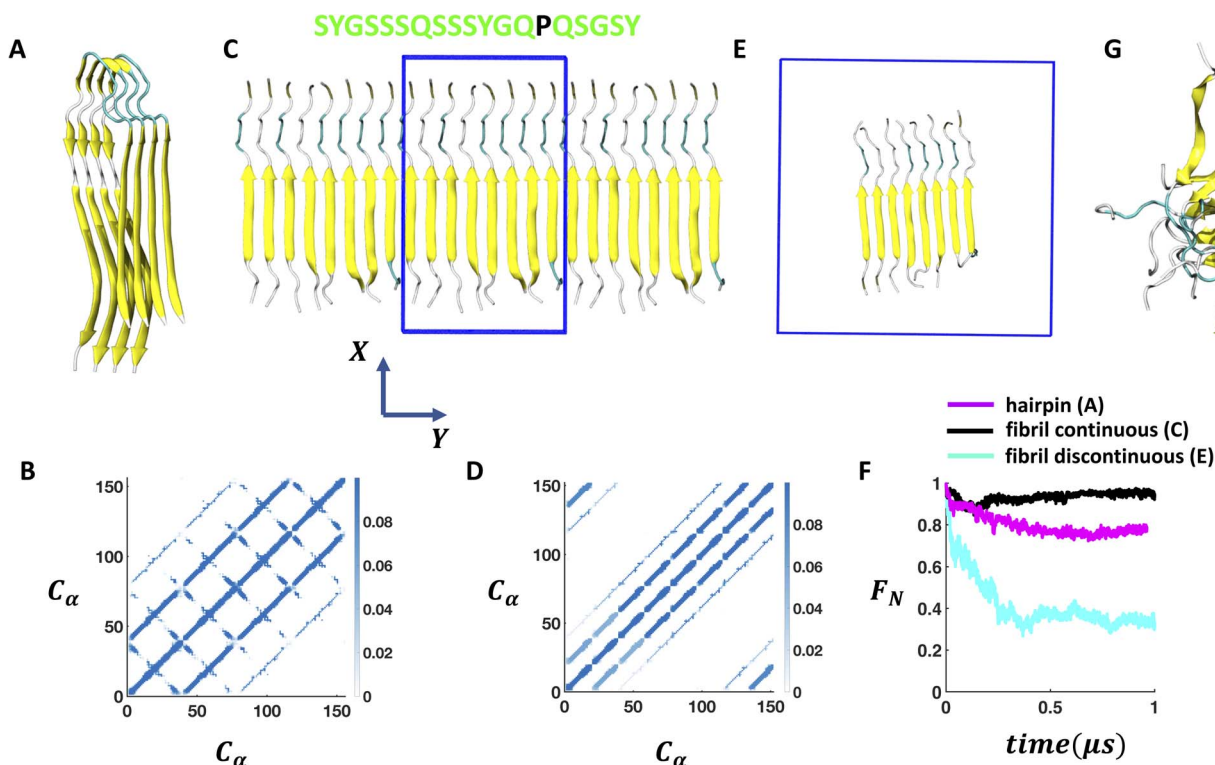 SYGSSSQSSSYGQPQSGSY
A
C
E
G
X
Y
hairpin (A)
fibril continuous (C)
fibril discontinuous (E)
B
D
F
150
100
50
0
Cα
0 50 100 150
Cα
0.08
0.06
0.04
0.02
0
150
100
50
0
Cα
0 50 100 150
Cα
0.08
0.06
0.04
0.02
0
1
0.8
0.6
0.4
0.2
0
F_N
0 0.5 1
time(μs)